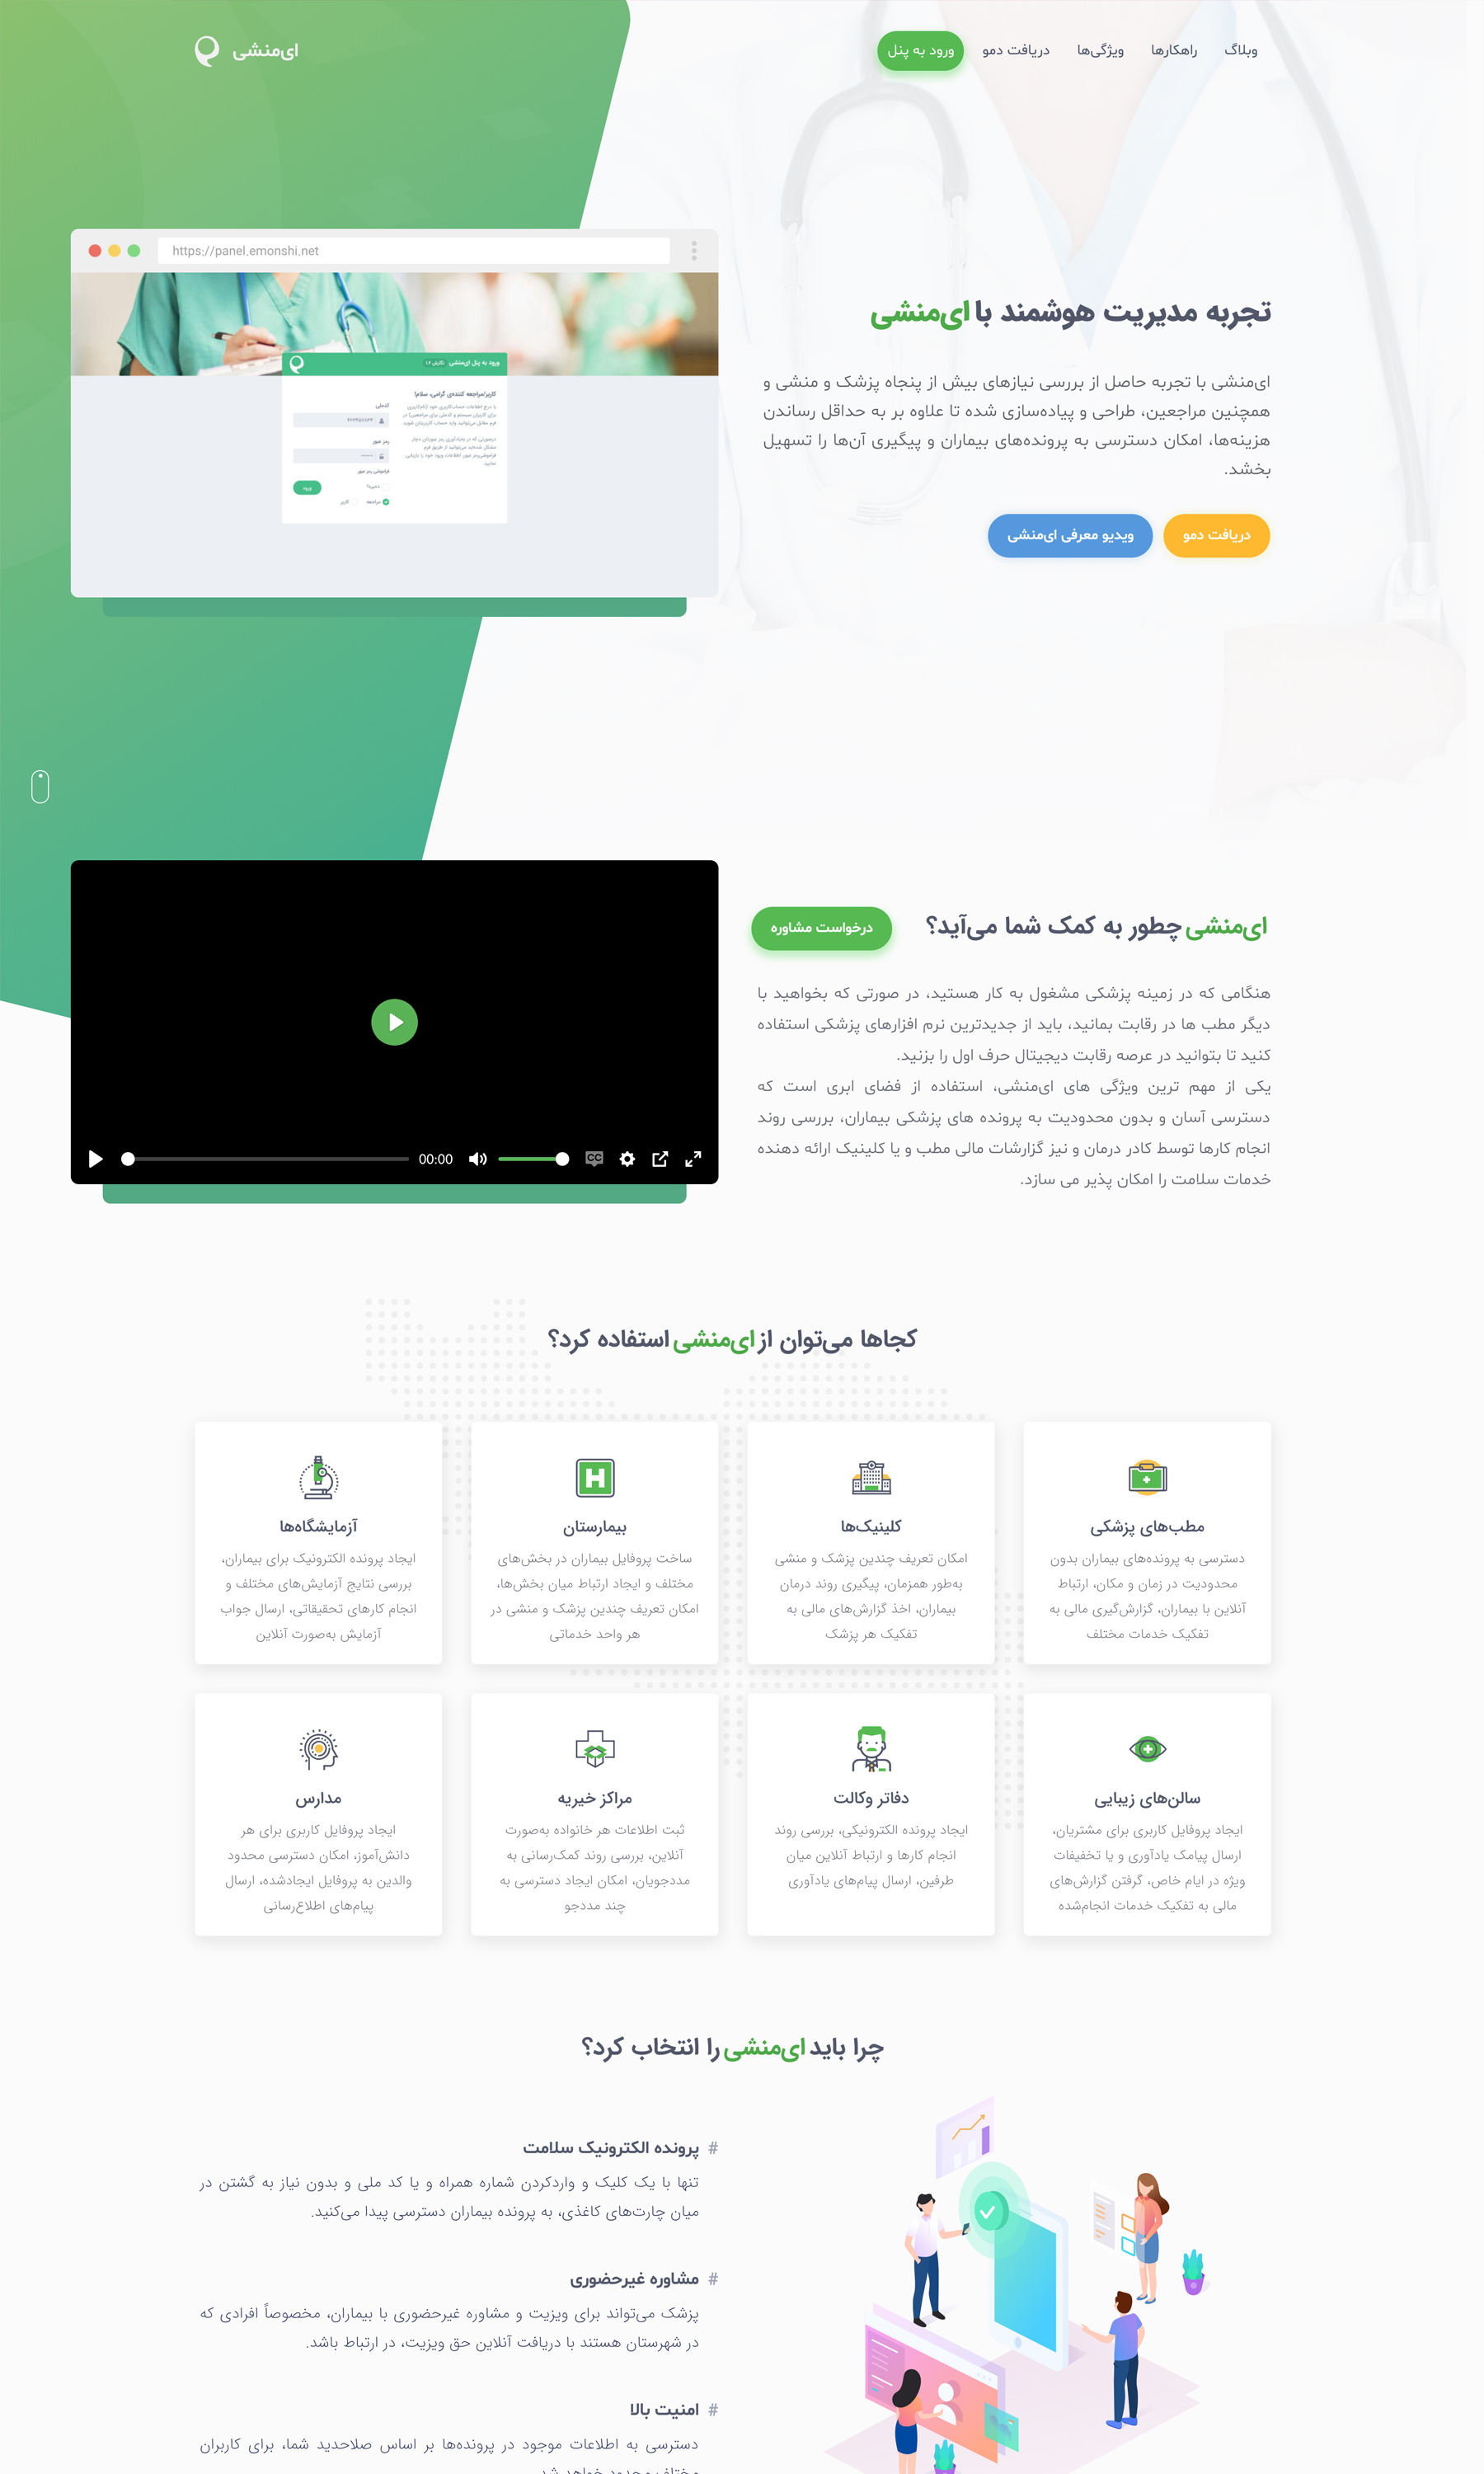 وبلاگ
راهکارها
ویژگی‌ها
دریافت دمو
ورود به پنل
ای‌منشی
تجربه مدیریت هوشمند با ای‌منشی
ای‌منشی با تجربه حاصل از بررسی نیازهای بیش از پنجاه پزشک و منشی و
همچنین مراجعین، طراحی و پیاده‌سازی شده تا علاوه بر به حداقل رساندن
هزینه‌ها، امکان دسترسی به پرونده‌های بیماران و پیگیری آن‌ها را تسهیل
بخشد.
دریافت دمو
ویدیو معرفی ای‌منشی
https://panel.emonshi.net
ورود به پنل ای‌منشی
کاربر/مراجعه کننده‌ی گرامی، سلام!
کدملی
رمز عبور
فراموشی رمز عبور
ورود
مراجعه
کاربر
ای‌منشی چطور به کمک شما می‌آید؟
درخواست مشاوره
هنگامی که در زمینه پزشکی مشغول به کار هستید، در صورتی که بخواهید با
دیگر مطب ها در رقابت بمانید، باید از جدیدترین نرم افزارهای پزشکی استفاده
کنید تا بتوانید در عرصه رقابت دیجیتال حرف اول را بزنید.
یکی از مهم ترین ویژگی های ای‌منشی، استفاده از فضای ابری است که
دسترسی آسان و بدون محدودیت به پرونده های پزشکی بیماران، بررسی روند
انجام کارها توسط کادر درمان و نیز گزارشات مالی مطب و یا کلینیک ارائه دهنده
خدمات سلامت را امکان پذیر می سازد.
00:00
CC
کجاها می‌توان از ای‌منشی استفاده کرد؟
مطب‌های پزشکی
دسترسی به پرونده‌های بیماران بدون
محدودیت در زمان و مکان، ارتباط
آنلاین با بیماران، گزارش‌گیری مالی به
تفکیک خدمات مختلف
کلینیک‌ها
امکان تعریف چندین پزشک و منشی
به‌طور همزمان، پیگیری روند درمان
بیماران، اخذ گزارش‌های مالی به
تفکیک هر پزشک
H
بیمارستان
ساخت پروفایل بیماران در بخش‌های
مختلف و ایجاد ارتباط میان بخش‌ها،
امکان تعریف چندین پزشک و منشی در
هر واحد خدماتی
آزمایشگاه‌ها
ایجاد پرونده الکترونیک برای بیماران،
بررسی نتایج آزمایش‌های مختلف و
انجام کارهای تحقیقاتی، ارسال جواب
آزمایش به‌صورت آنلاین
سالن‌های زیبایی
ایجاد پروفایل کاربری برای مشتریان،
ارسال پیامک یادآوری و یا تخفیفات
ویژه در ایام خاص، گرفتن گزارش‌های
مالی به تفکیک خدمات انجام‌شده
دفاتر وکالت
ایجاد پرونده الکترونیکی، بررسی روند
انجام کارها و ارتباط آنلاین میان
طرفین، ارسال پیام‌های یادآوری
مراکز خیریه
ثبت اطلاعات هر خانواده به‌صورت
آنلاین، بررسی روند کمک‌رسانی به
مددجویان، امکان ایجاد دسترسی به
چند مددجو
مدارس
ایجاد پروفایل کاربری برای هر
دانش‌آموز، امکان دسترسی محدود
والدین به پروفایل ایجادشده، ارسال
پیام‌های اطلاع‌رسانی
چرا باید ای‌منشی را انتخاب کرد؟
# پرونده الکترونیک سلامت
تنها با یک کلیک و واردکردن شماره همراه و یا کد ملی و بدون نیاز به گشتن در
میان چارت‌های کاغذی، به پرونده بیماران دسترسی پیدا می‌کنید.
# مشاوره غیرحضوری
پزشک می‌تواند برای ویزیت و مشاوره غیرحضوری با بیماران، مخصوصاً افرادی که
در شهرستان هستند با دریافت آنلاین حق ویزیت، در ارتباط باشد.
# امنیت بالا
دسترسی به اطلاعات موجود در پرونده‌ها بر اساس صلاحدید شما، برای کاربران